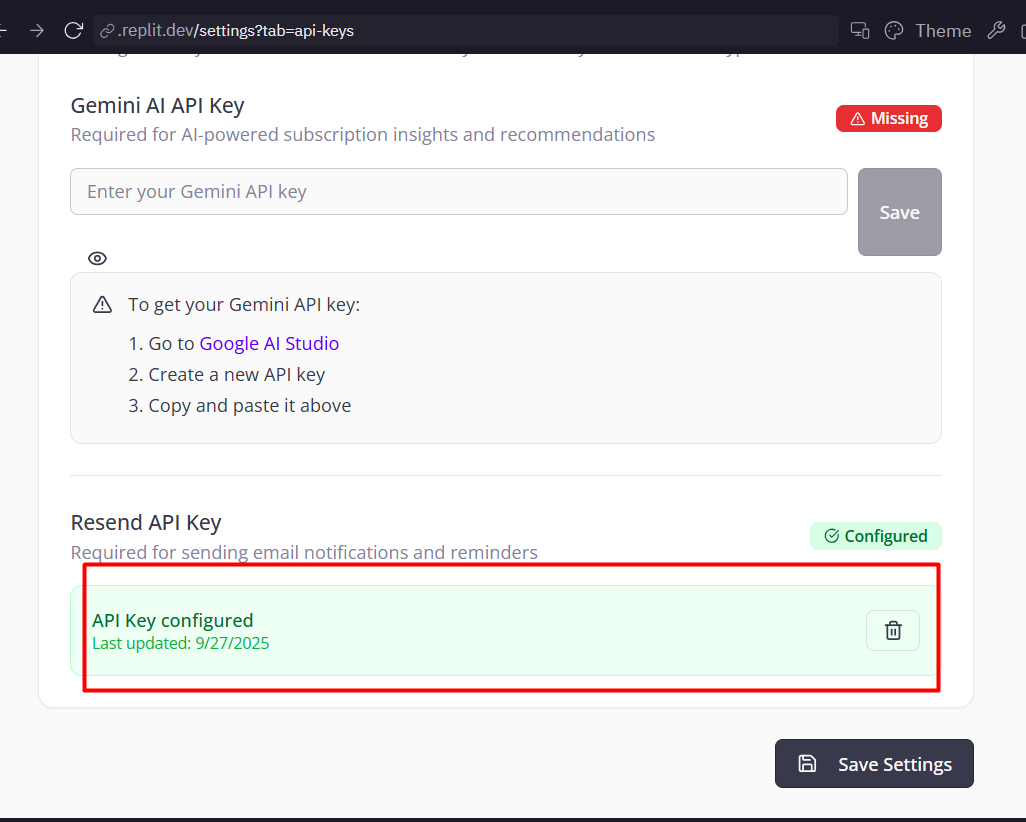 .replit.dev/settings?tab=api-keys
Theme
Gemini AI API Key
Required for AI-powered subscription insights and recommendations
Missing
Enter your Gemini API key
Save
To get your Gemini API key:
1. Go to Google AI Studio
2. Create a new API key
3. Copy and paste it above
Resend API Key
Required for sending email notifications and reminders
Configured
API Key configured
Last updated: 9/27/2025
Save Settings